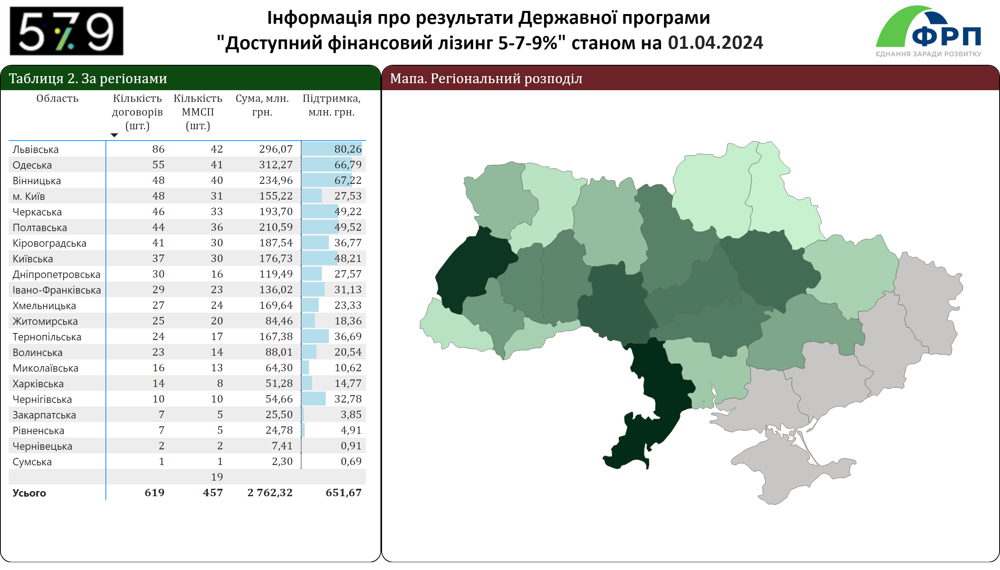 579
Інформація про результати Державної програми
"Доступний фінансовий лізинг 5-7-9%" станом на 01.04.2024
ФРП
ЄДНАННЯ ЗАРАДИ РОЗВИТКУ
Таблиця 2. За регіонами
Область Кількість договорів (шт.) Кількість ММСП (шт.) Сума, млн. грн. Підтримка, млн. грн.
Львівська 86 42 296,07 80,26
Одеська 55 41 312,27 66,79
Вінницька 48 40 234,96 67,22
м. Київ 48 31 155,22 27,53
Черкаська 46 33 193,70 49,22
Полтавська 44 36 210,59 49,52
Кіровоградська 41 30 187,54 36,77
Київська 37 30 176,73 48,21
Дніпропетровська 30 16 119,49 27,57
Івано-Франківська 29 23 136,02 31,13
Хмельницька 27 24 169,64 23,33
Житомирська 25 20 84,46 18,36
Тернопільська 24 17 167,38 36,69
Волинська 23 14 88,01 20,54
Миколаївська 16 13 64,30 10,62
Харківська 14 8 51,28 14,77
Чернігівська 10 10 54,66 32,78
Закарпатська 7 5 25,50 3,85
Рівненська 7 5 24,78 4,91
Чернівецька 2 2 7,41 0,91
Сумська 1 1 2,30 0,69
19
Усього 619 457 2 762,32 651,67
Мапа. Регіональний розподіл